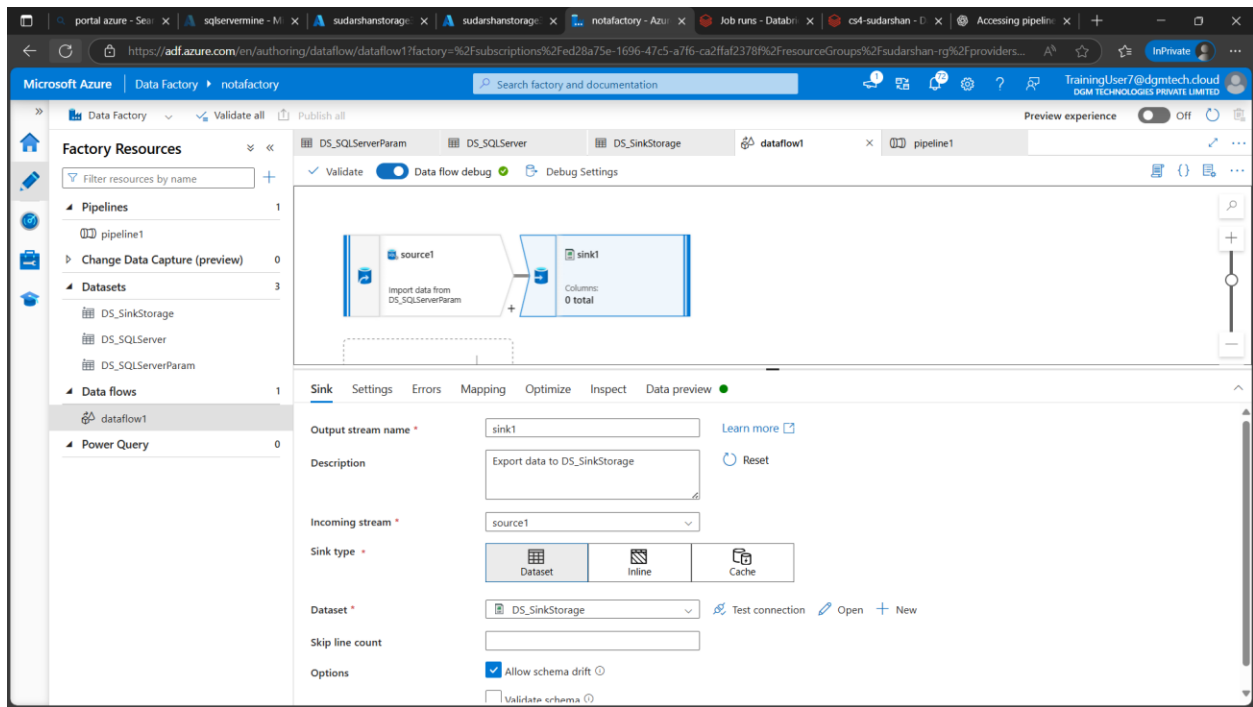 portal azure - Sear
sqlservermine - Mi
sudarshanstorage
sudarshanstorage
notafactory - Azur
Job runs - Databri
cs4-sudarshan - D
Accessing pipeline
https://adf.azure.com/en/authoring/dataflow/dataflow1?factory=%2Fsubscriptions%2Fed28a75e-1696-47c5-a7f6-ca2ffaf2378f%2FresourceGroups%2Fsudarshan-rg%2Fproviders...
InPrivate
Microsoft Azure
Data Factory
notafactory
Search factory and documentation
1
72
TrainingUser7@dgmtech.cloud
DGM TECHNOLOGIES PRIVATE LIMITED
Data Factory
Validate all
Publish all
Preview experience
Off
Factory Resources
Filter resources by name
Pipelines 1
pipeline1
Change Data Capture (preview) 0
Datasets 3
DS_SinkStorage
DS_SQLServer
DS_SQLServerParam
Data flows 1
dataflow1
Power Query 0
DS_SQLServerParam
DS_SQLServer
DS_SinkStorage
dataflow1
pipeline1
Validate
Data flow debug
Debug Settings
source1
Import data from
DS_SQLServerParam
sink1
Columns:
0 total
Sink Settings Errors Mapping Optimize Inspect Data preview
Output stream name *
sink1
Learn more
Description
Export data to DS_SinkStorage
Reset
Incoming stream *
source1
Sink type *
Dataset
Inline
Cache
Dataset *
DS_SinkStorage
Test connection
Open
New
Skip line count
Options
Allow schema drift
Validate schema